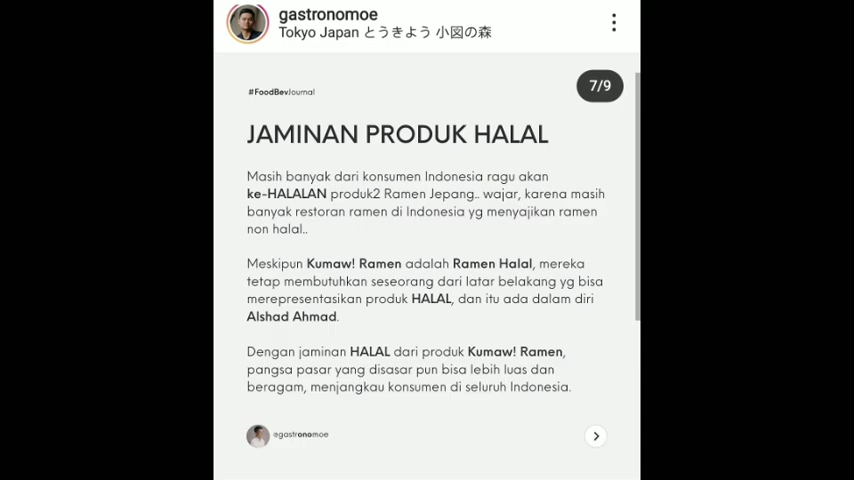 gastronomoe
Tokyo Japan とうきよう 小図の森
7/9
#FoodBevJournal
JAMINAN PRODUK HALAL
Masih banyak dari konsumen Indonesia ragu akan
ke-HALALAN produk2 Ramen Jepang.. wajar, karena masih
banyak restoran ramen di Indonesia yg menyajikan ramen
non halal..
Meskipun Kumaw! Ramen adalah Ramen Halal, mereka
tetap membutuhkan seseorang dari latar belakang yg bisa
merepresentasikan produk HALAL, dan itu ada dalam diri
Alshad Ahmad.
Dengan jaminan HALAL dari produk Kumaw! Ramen,
pangsa pasar yang disasar pun bisa lebih luas dan
beragam, menjangkau konsumen di seluruh Indonesia.
@gastronomoe